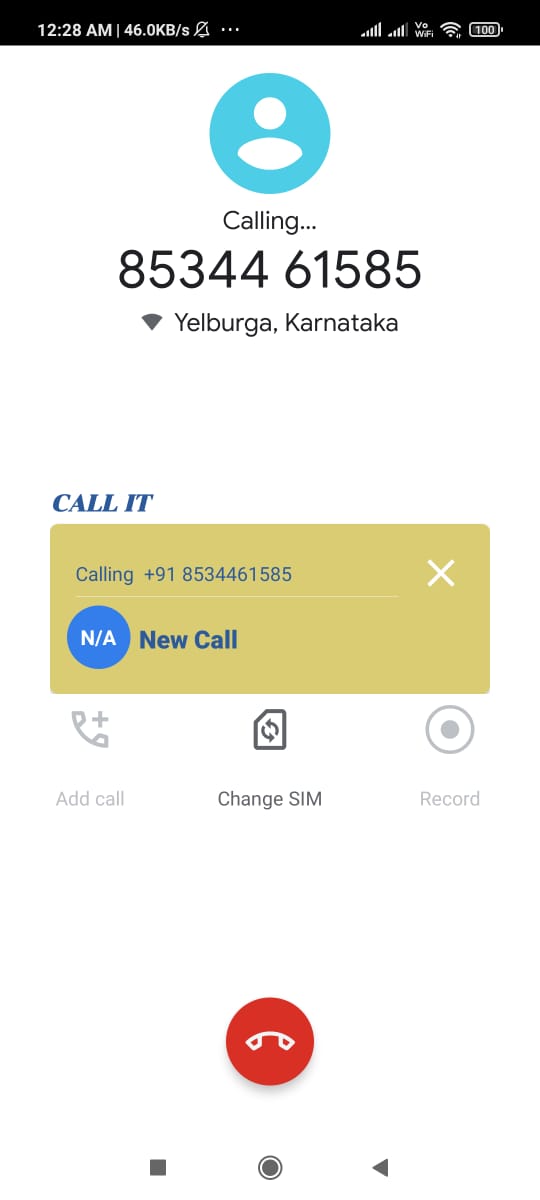 12:28 AM | 46.0KB/s ... Vo WiFi 100
Calling...
85344 61585
Yelburga, Karnataka
CALL IT
Calling +91 8534461585
N/A New Call
Add call Change SIM Record